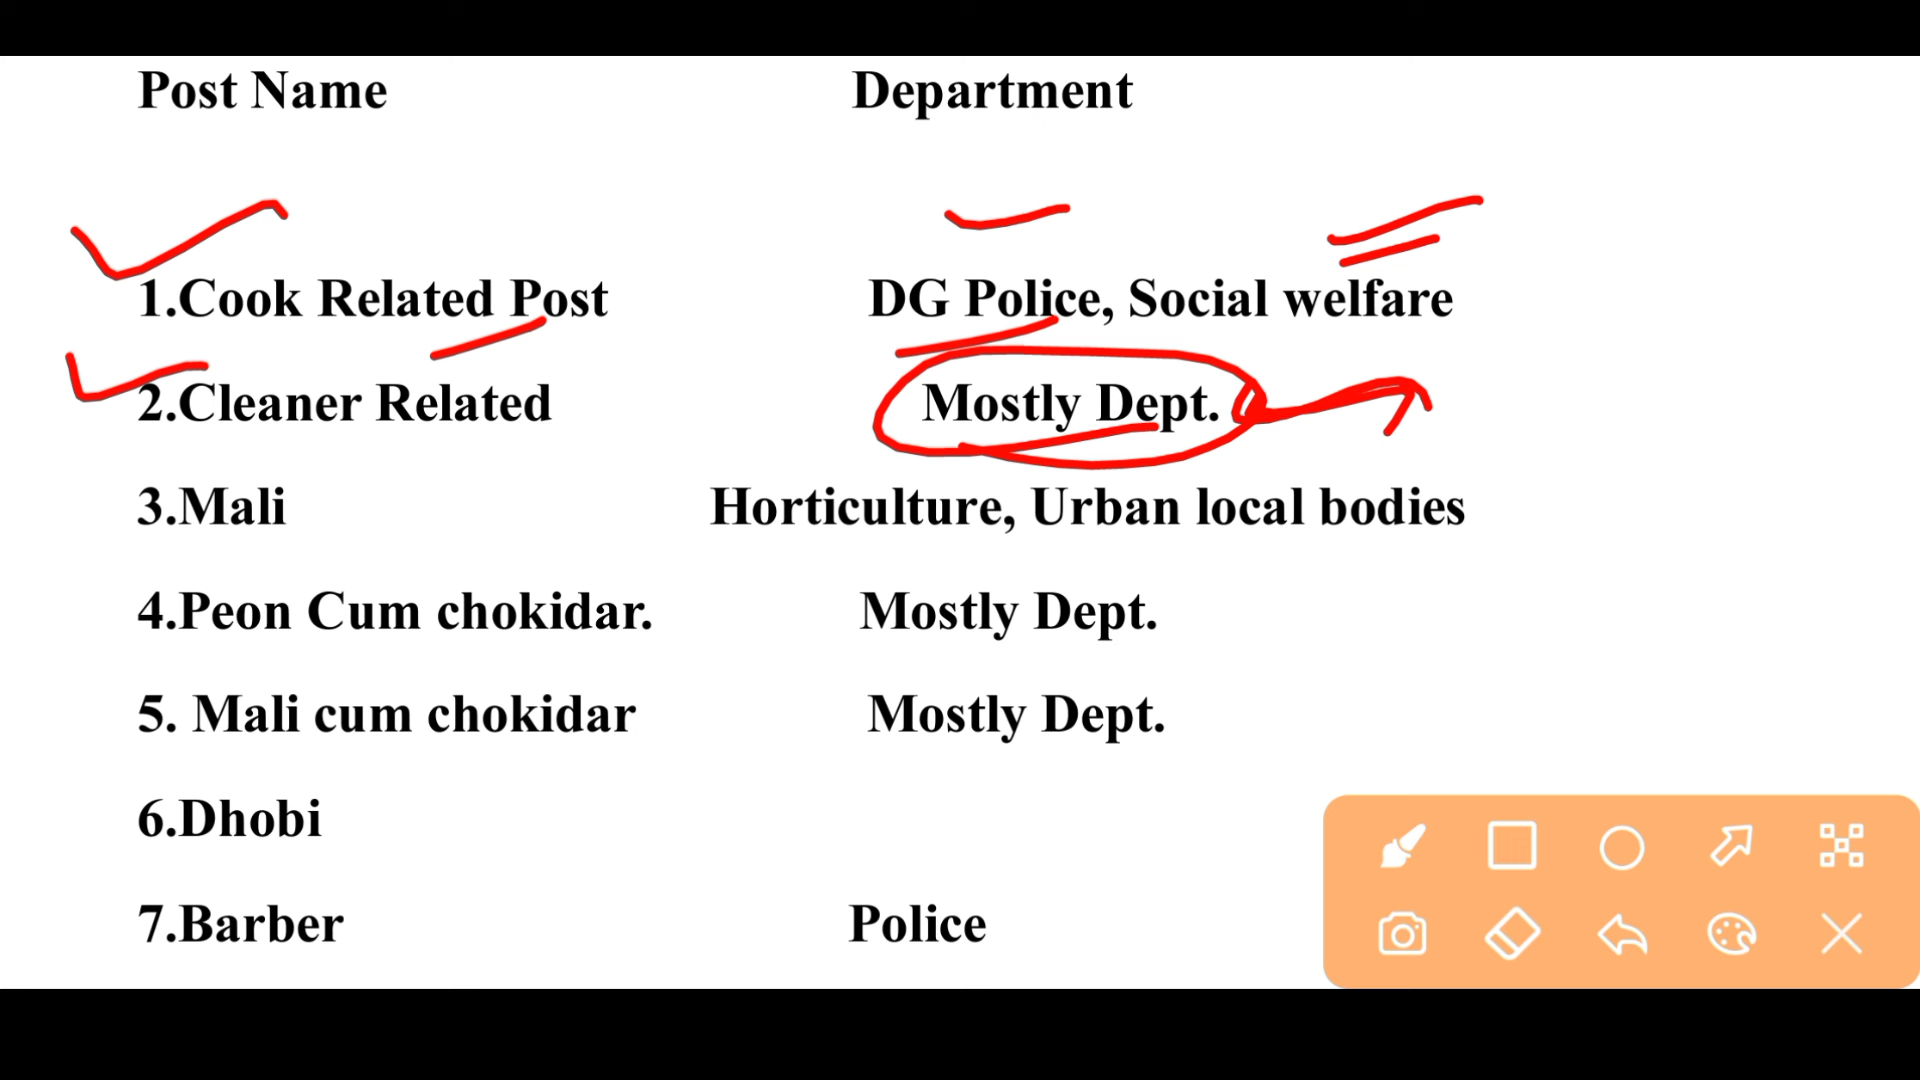 Post Name Department
1.Cook Related Post DG Police, Social welfare
2.Cleaner Related Mostly Dept.
3.Mali Horticulture, Urban local bodies
4.Peon Cum chokidar. Mostly Dept.
5. Mali cum chokidar Mostly Dept.
6.Dhobi
7.Barber Police